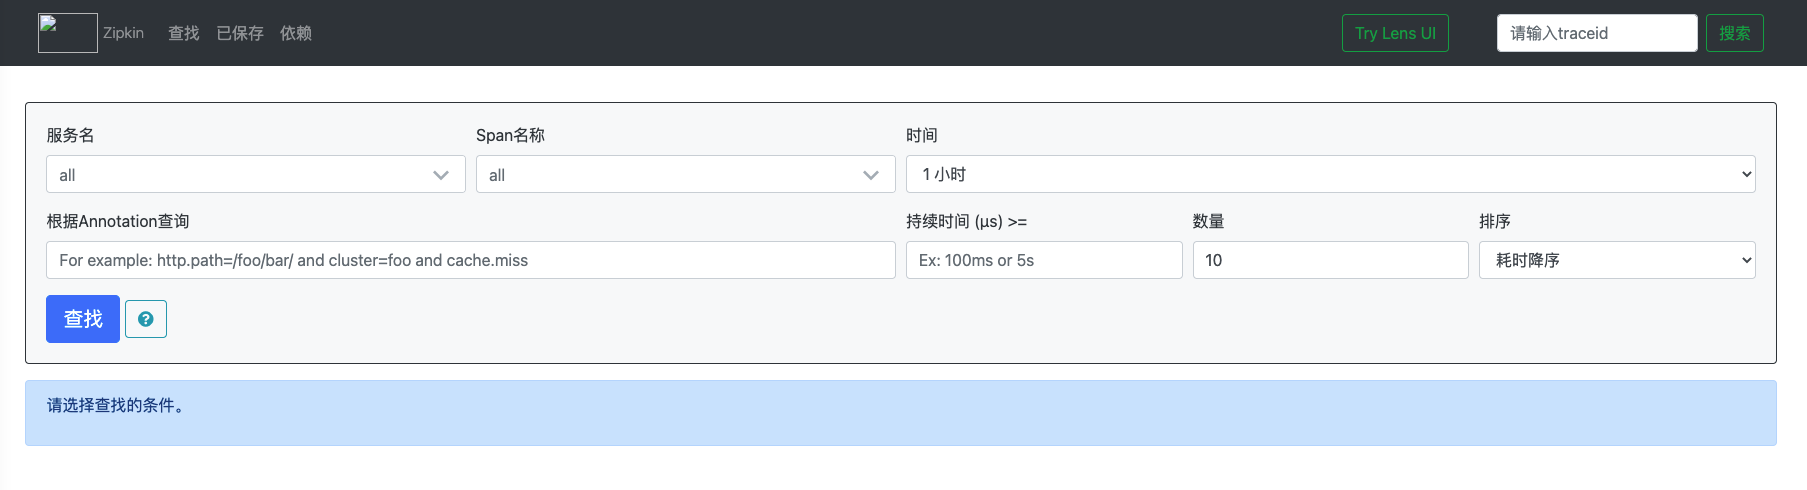 Zipkin 查找 已保存 依赖 Try Lens UI 请输入traceid 搜索
服务名 Span名称 时间
all all 1 小时
根据Annotation查询 持续时间 (μs) >= 数量 排序
For example: http.path=/foo/bar/ and cluster=foo and cache.miss Ex: 100ms or 5s 10 耗时降序
查找 ?
请选择查找的条件。